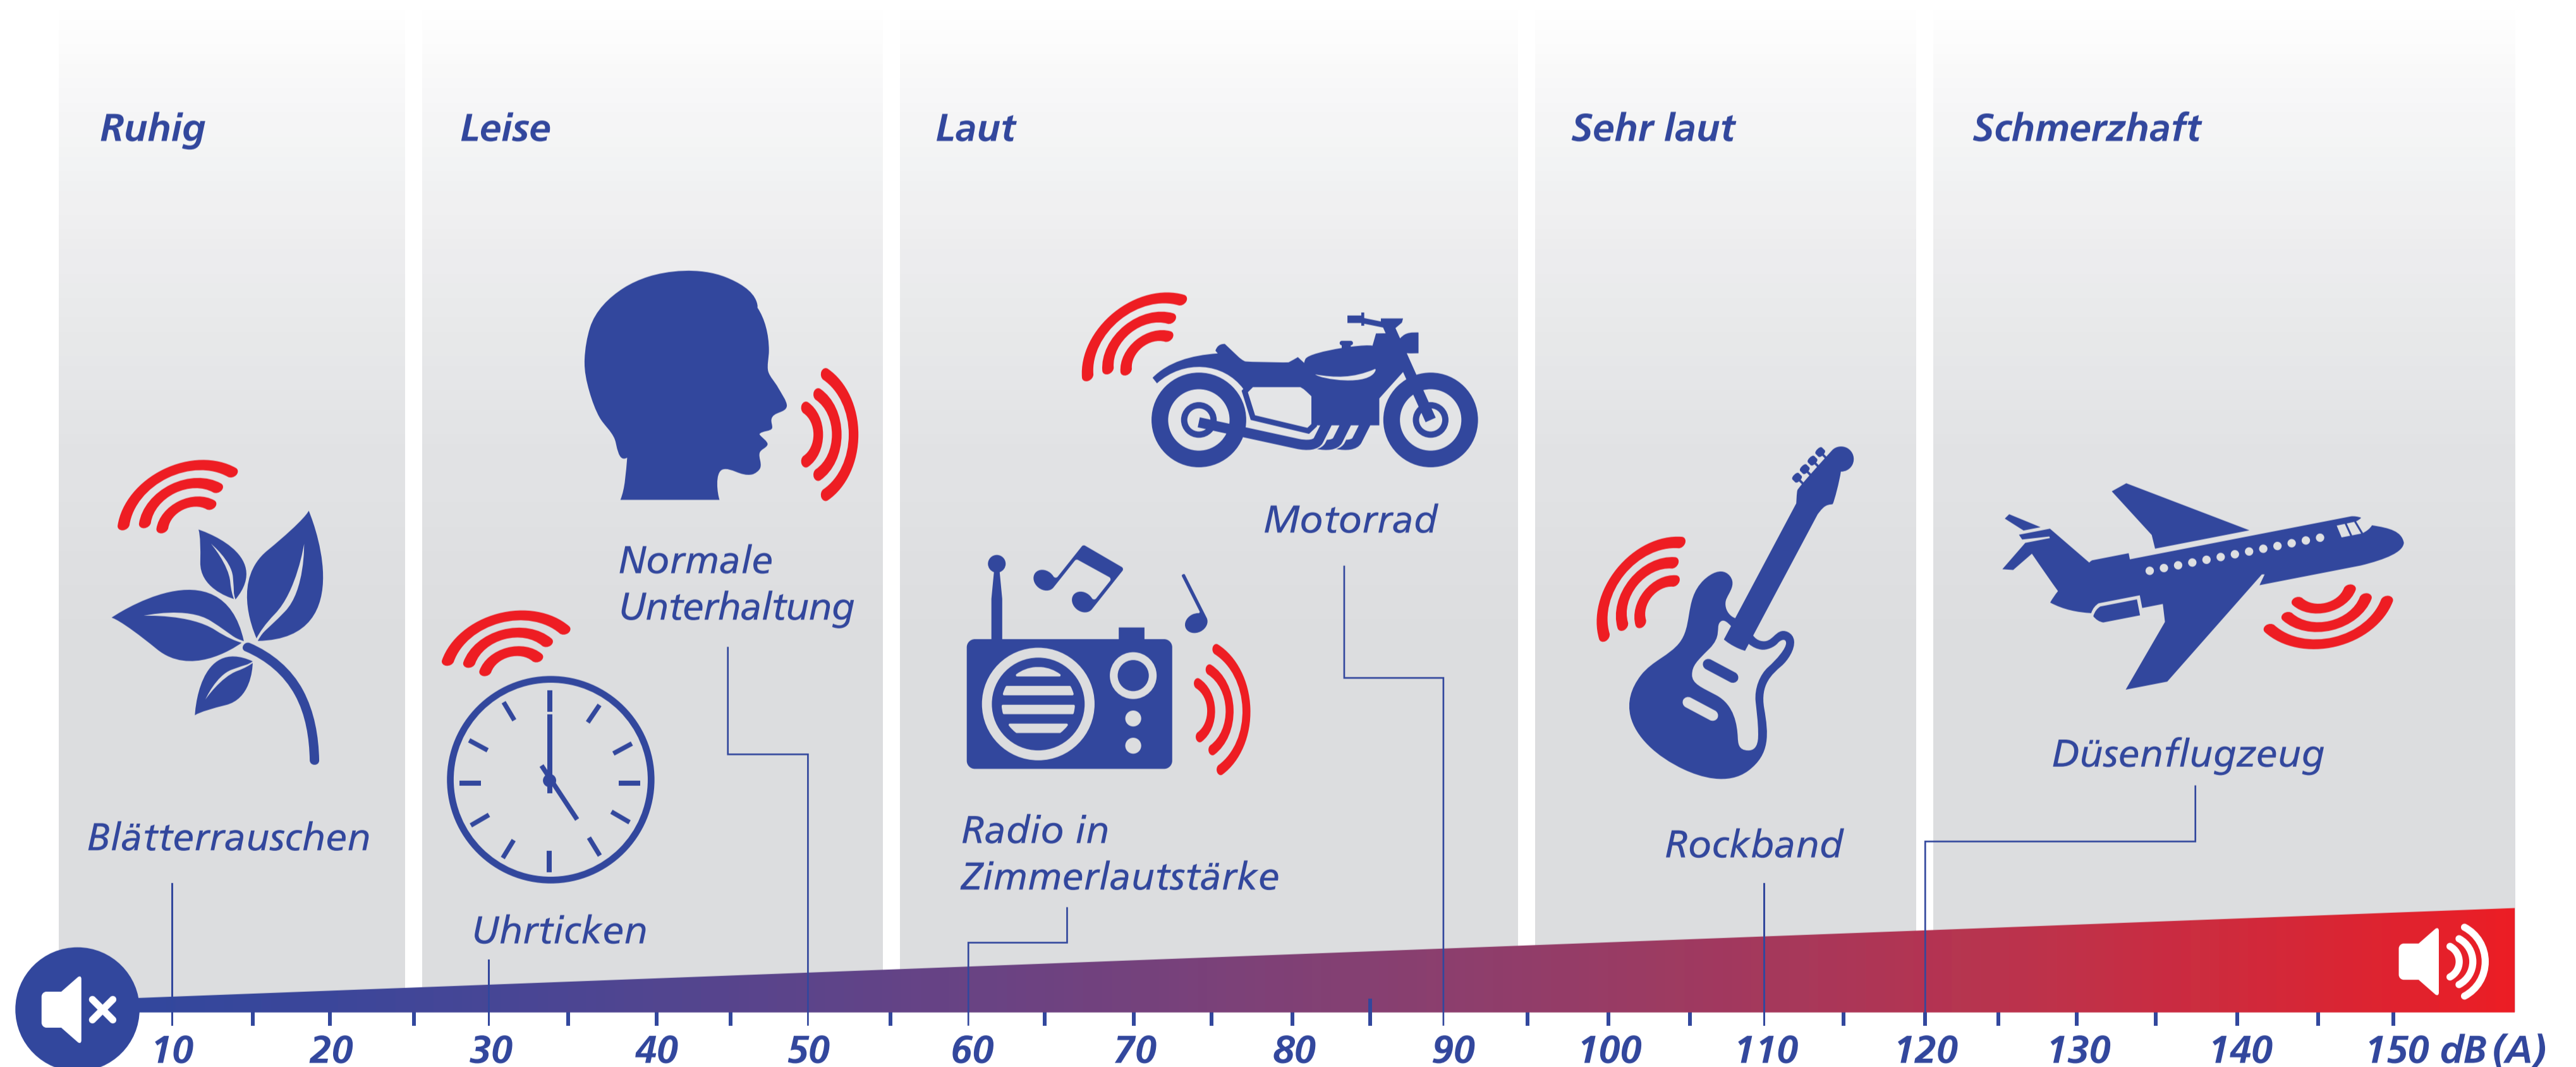 Ruhig
Leise
Laut
Sehr laut
Schmerzhaft
Blätterrauschen
Uhrticken
Normale
Unterhaltung
Radio in
Zimmerlautstärke
Motorrad
Rockband
Düsenflugzeug
10 20 30 40 50 60 70 80 90 100 110 120 130 140 150 dB (A)